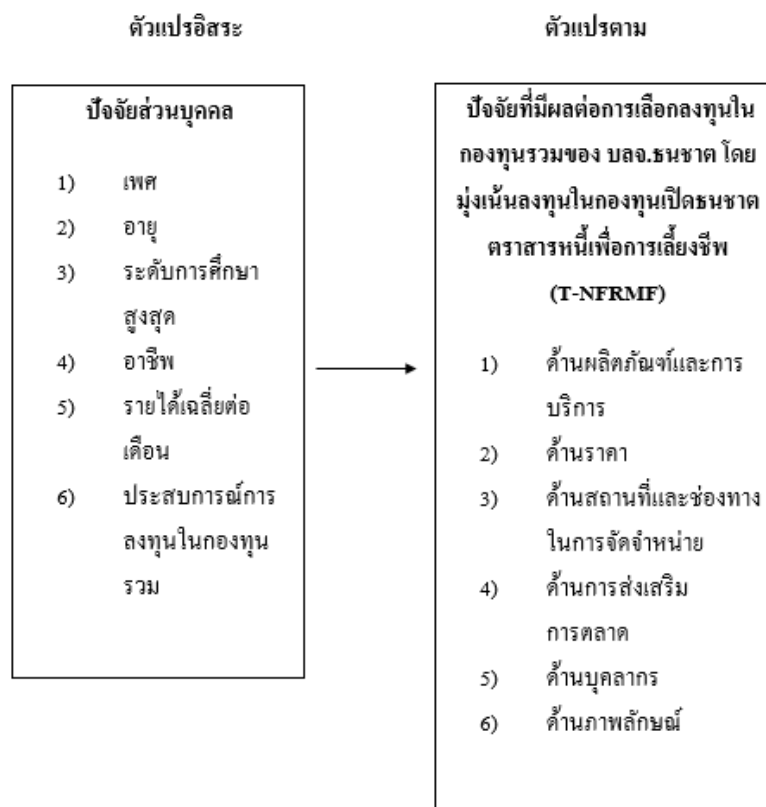 ตัวแปรอิสระ
ตัวแปรตาม
ปัจจัยส่วนบุคคล
1) เพศ
2) อายุ
3) ระดับการศึกษา
สูงสุด
4) อาชีพ
5) รายได้เฉลี่ยต่อ
เดือน
6) ประสบการณ์การ
ลงทุนในกองทุน
รวม
ปัจจัยที่มีผลต่อการเลือกลงทุนใน
กองทุนรวมของ บลจ.ธนชาต โดย
มุ่งเน้นลงทุนในกองทุนเปิดธนชาต
ตราสารหนี้เพื่อการเลี้ยงชีพ
(T-NFRMF)
1) ด้านผลิตภัณฑ์และการ
บริการ
2) ด้านราคา
3) ด้านสถานที่และช่องทาง
ในการจัดจำหน่าย
4) ด้านการส่งเสริม
การตลาด
5) ด้านบุคลากร
6) ด้านภาพลักษณ์